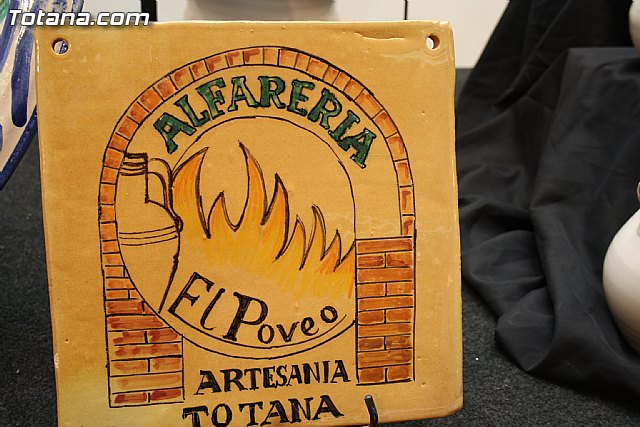 Totana.com
ALFARERIA
El Poveo
ARTESANIA
TOTANA